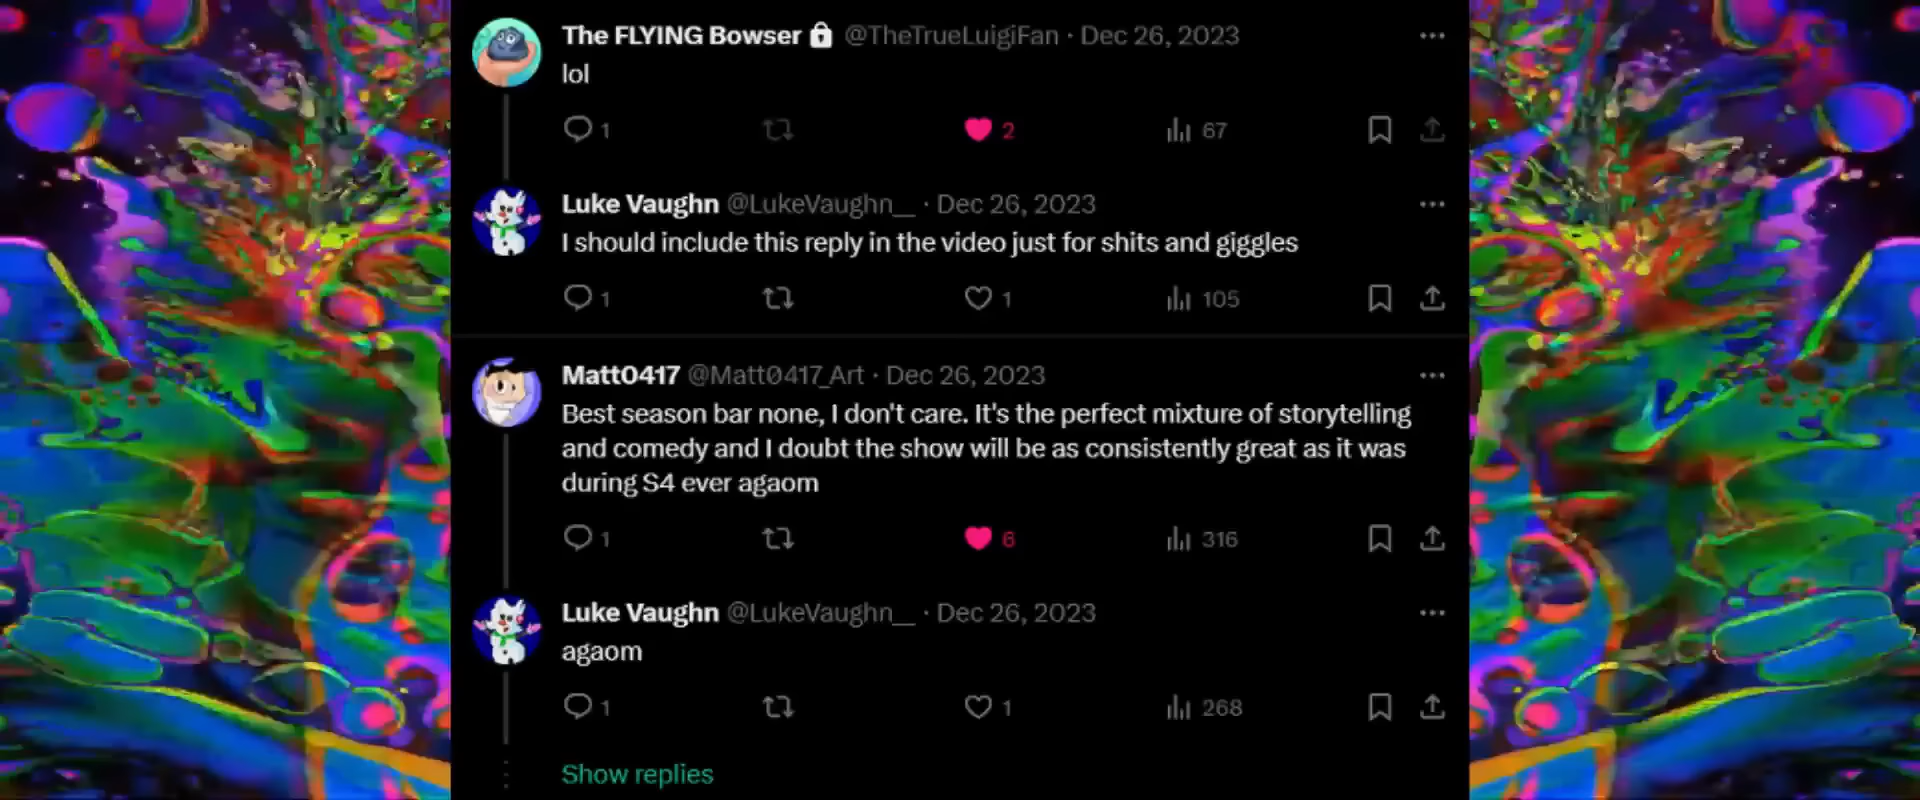 The FLYING Bowser @TheTrueLuigiFan · Dec 26, 2023
lol
1 2 67
Luke Vaughn @LukeVaughn__ · Dec 26, 2023
I should include this reply in the video just for shits and giggles
1 1 105
Matt0417 @Matt0417_Art · Dec 26, 2023
Best season bar none, I don't care. It's the perfect mixture of storytelling
and comedy and I doubt the show will be as consistently great as it was
during S4 ever agaom
1 6 316
Luke Vaughn @LukeVaughn__ · Dec 26, 2023
agaom
1 1 268
Show replies